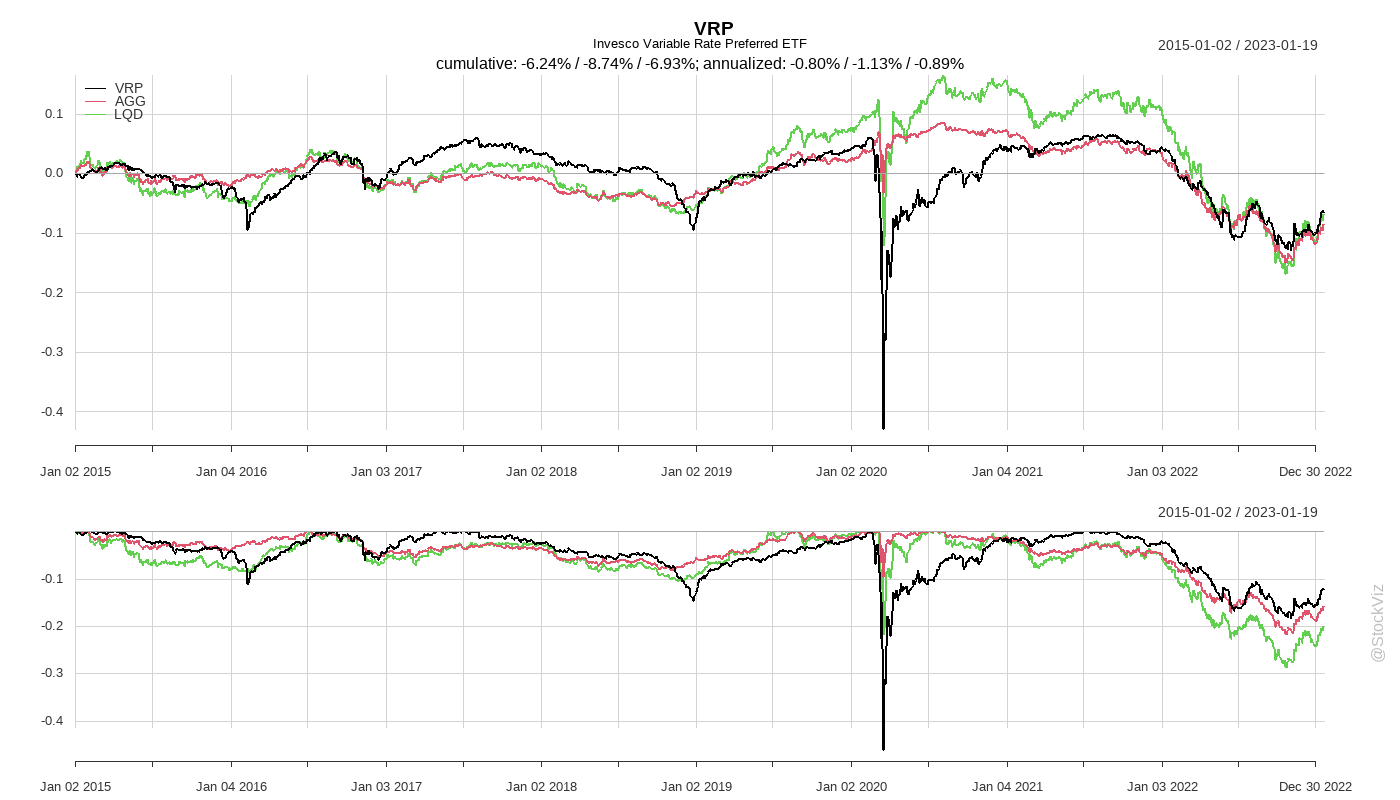 VRP
Invesco Variable Rate Preferred ETF
2015-01-02 / 2023-01-19
cumulative: -6.24% / -8.74% / -6.93%; annualized: -0.80% / -1.13% / -0.89%
VRP
AGG
LQD
0.1
0.0
-0.1
-0.2
-0.3
-0.4
Jan 02 2015 Jan 04 2016 Jan 03 2017 Jan 02 2018 Jan 02 2019 Jan 02 2020 Jan 04 2021 Jan 03 2022 Dec 30 2022
2015-01-02 / 2023-01-19
-0.1
-0.2
-0.3
-0.4
Jan 02 2015 Jan 04 2016 Jan 03 2017 Jan 02 2018 Jan 02 2019 Jan 02 2020 Jan 04 2021 Jan 03 2022 Dec 30 2022
@StockViz